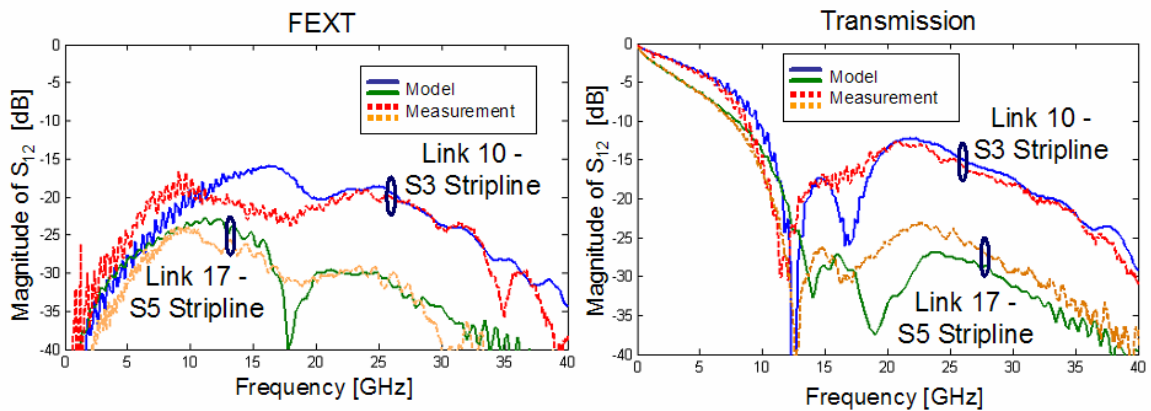 FEXT
Magnitude of S12 [dB]
0
-5
-10
-15
-20
-25
-30
-35
-40
Model
Measurement
Link 10 -
S3 Stripline
Link 17 -
S5 Stripline
0
5
10
15
20
25
30
35
40
Frequency [GHz]
Transmission
Magnitude of S12 [dB]
0
-5
-10
-15
-20
-25
-30
-35
-40
Model
Measurement
Link 10 -
S3 Stripline
Link 17 -
S5 Stripline
0
5
10
15
20
25
30
35
40
Frequency [GHz]